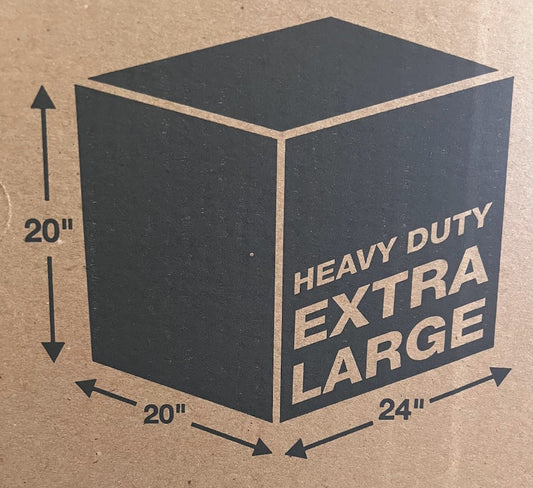 20"
HEAVY DUTY
EXTRA
LARGE
20"
24"